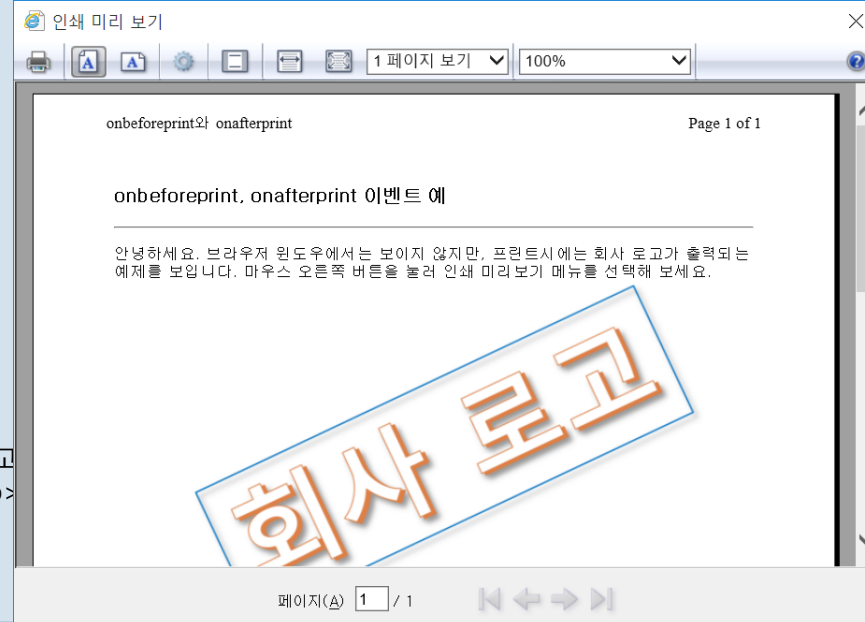 인쇄 미리 보기
1 페이지 보기 100%
onbeforeprint와 onafterprint Page 1 of 1
onbeforeprint, onafterprint 이벤트 예
안녕하세요. 브라우저 윈도우에서는 보이지 않지만, 프린트시에는 회사 로고가 출력되는
예제를 보입니다. 마우스 오른쪽 버튼을 눌러 인쇄 미리보기 메뉴를 선택해 보세요.
회사 로고
고
>
페이지(A) 1 / 1